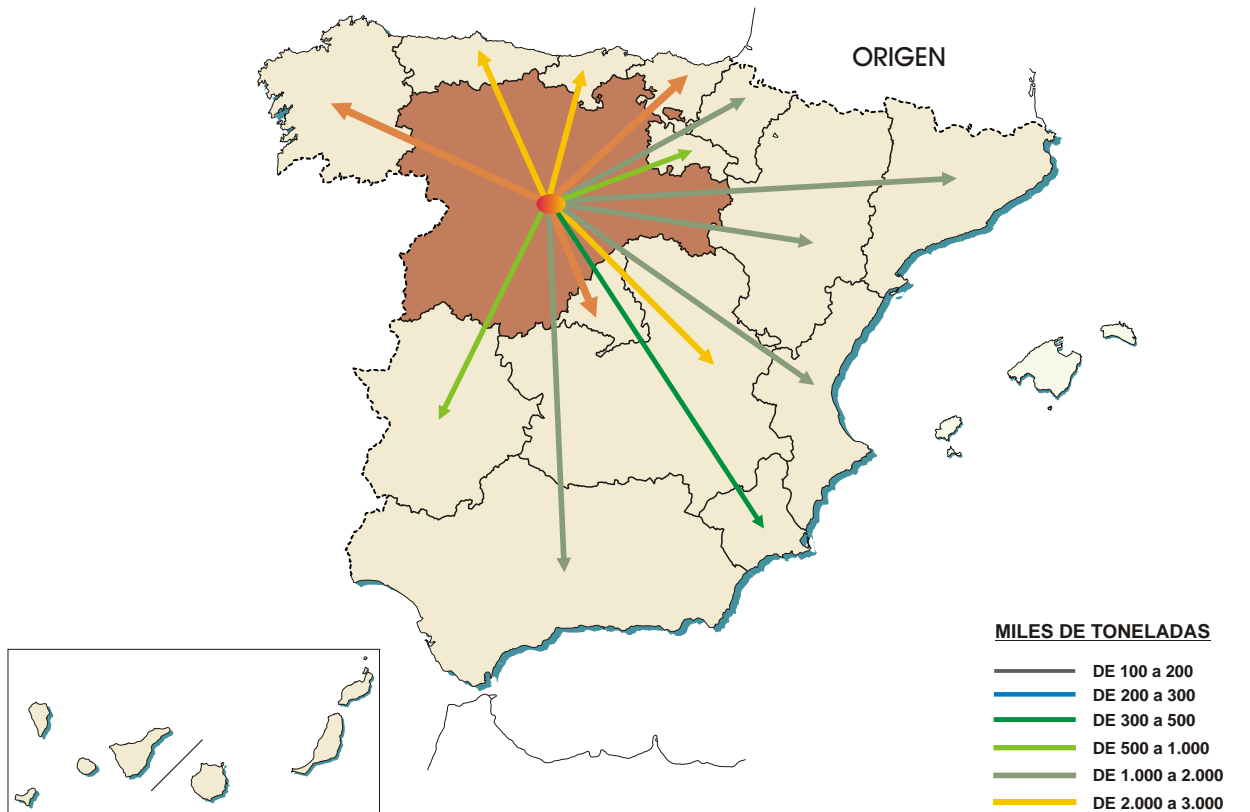 ORIGEN
MILES DE TONELADAS
DE 100 a 200
DE 200 a 300
DE 300 a 500
DE 500 a 1.000
DE 1.000 a 2.000
DE 2.000 a 3.000